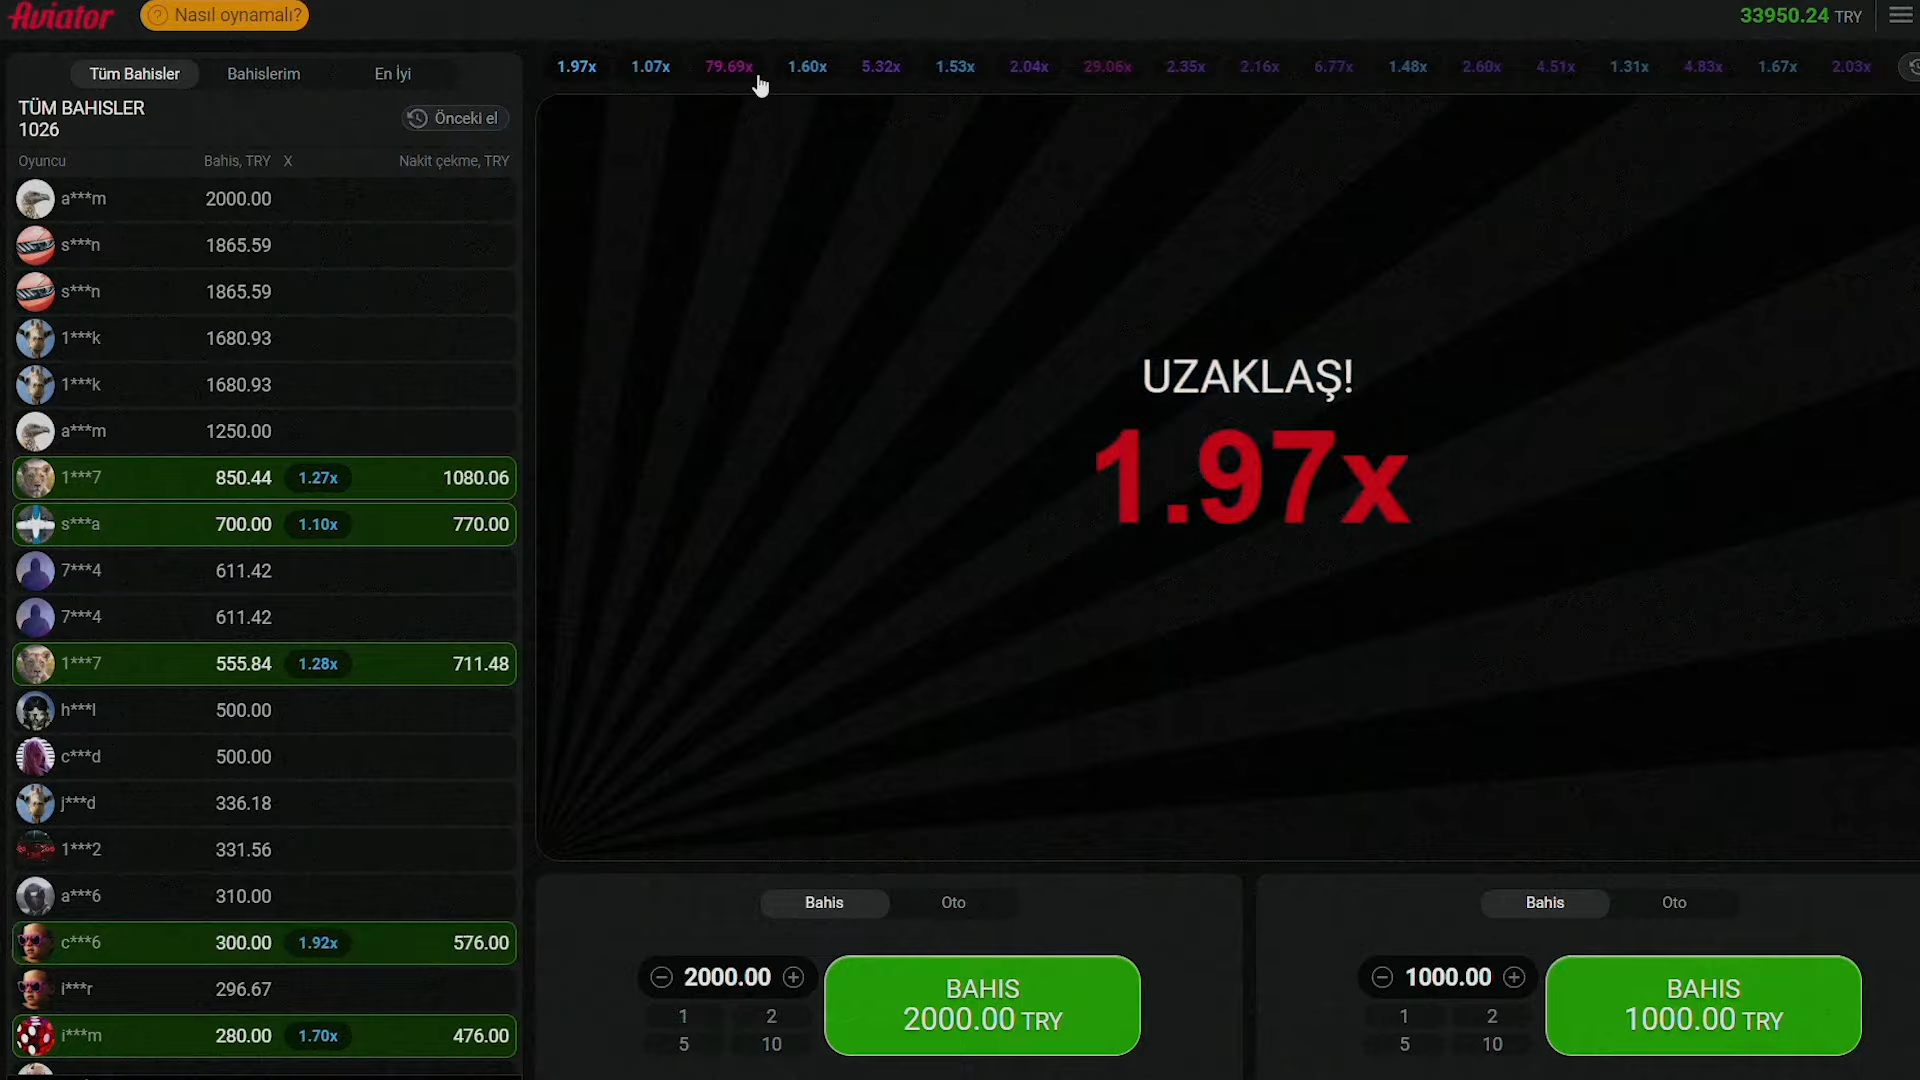 Aviator
Nasıl oynamalı?
33950.24 TRY
Tüm Bahisler Bahislerim En İyi
TÜM BAHISLER
1026
Önceki el
Oyuncu Bahis, TRY X Nakit çekme, TRY
a***m 2000.00
s***n 1865.59
s***n 1865.59
1***k 1680.93
1***k 1680.93
a***m 1250.00
1***7 850.44 1.27x 1080.06
s***a 700.00 1.10x 770.00
7***4 611.42
7***4 611.42
1***7 555.84 1.28x 711.48
h***l 500.00
c***d 500.00
j***d 336.18
1***2 331.56
a***6 310.00
c***6 300.00 1.92x 576.00
i***r 296.67
i***m 280.00 1.70x 476.00
1.97x 1.07x 79.69x 1.60x 5.32x 1.53x 2.04x 29.06x 2.35x 2.16x 6.77x 1.48x 2.60x 4.51x 1.31x 4.83x 1.67x 2.03x
UZAKLAŞ!
1.97x
Bahis Oto
2000.00
1 2
5 10
BAHIS
2000.00 TRY
Bahis Oto
1000.00
1 2
5 10
BAHIS
1000.00 TRY